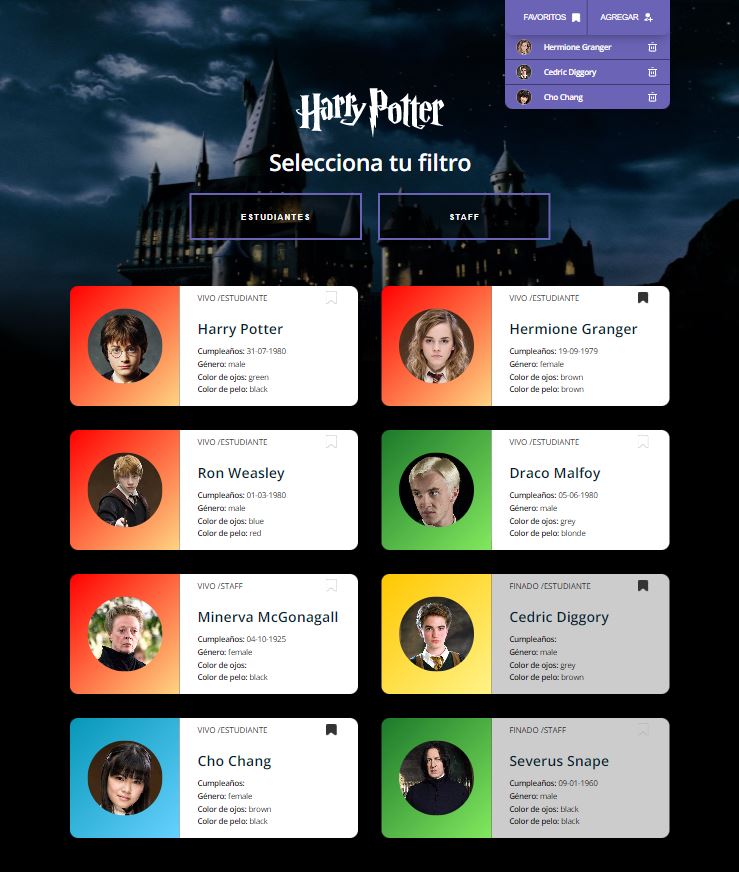 FAVORITOS AGREGAR
Hermione Granger
Cedric Diggory
Cho Chang
Harry Potter
Selecciona tu filtro
ESTUDIANTES STAFF
VIVO /ESTUDIANTE
Harry Potter
Cumpleaños: 31-07-1980
Género: male
Color de ojos: green
Color de pelo: black
VIVO /ESTUDIANTE
Hermione Granger
Cumpleaños: 19-09-1979
Género: female
Color de ojos: brown
Color de pelo: brown
VIVO /ESTUDIANTE
Ron Weasley
Cumpleaños: 01-03-1980
Género: male
Color de ojos: blue
Color de pelo: red
VIVO /ESTUDIANTE
Draco Malfoy
Cumpleaños: 05-06-1980
Género: male
Color de ojos: grey
Color de pelo: blonde
VIVO /STAFF
Minerva McGonagall
Cumpleaños: 04-10-1925
Género: female
Color de ojos:
Color de pelo: black
FINADO /ESTUDIANTE
Cedric Diggory
Cumpleaños:
Género: male
Color de ojos: grey
Color de pelo: brown
VIVO /ESTUDIANTE
Cho Chang
Cumpleaños:
Género: female
Color de ojos: brown
Color de pelo: black
FINADO /STAFF
Severus Snape
Cumpleaños: 09-01-1960
Género: male
Color de ojos: black
Color de pelo: black